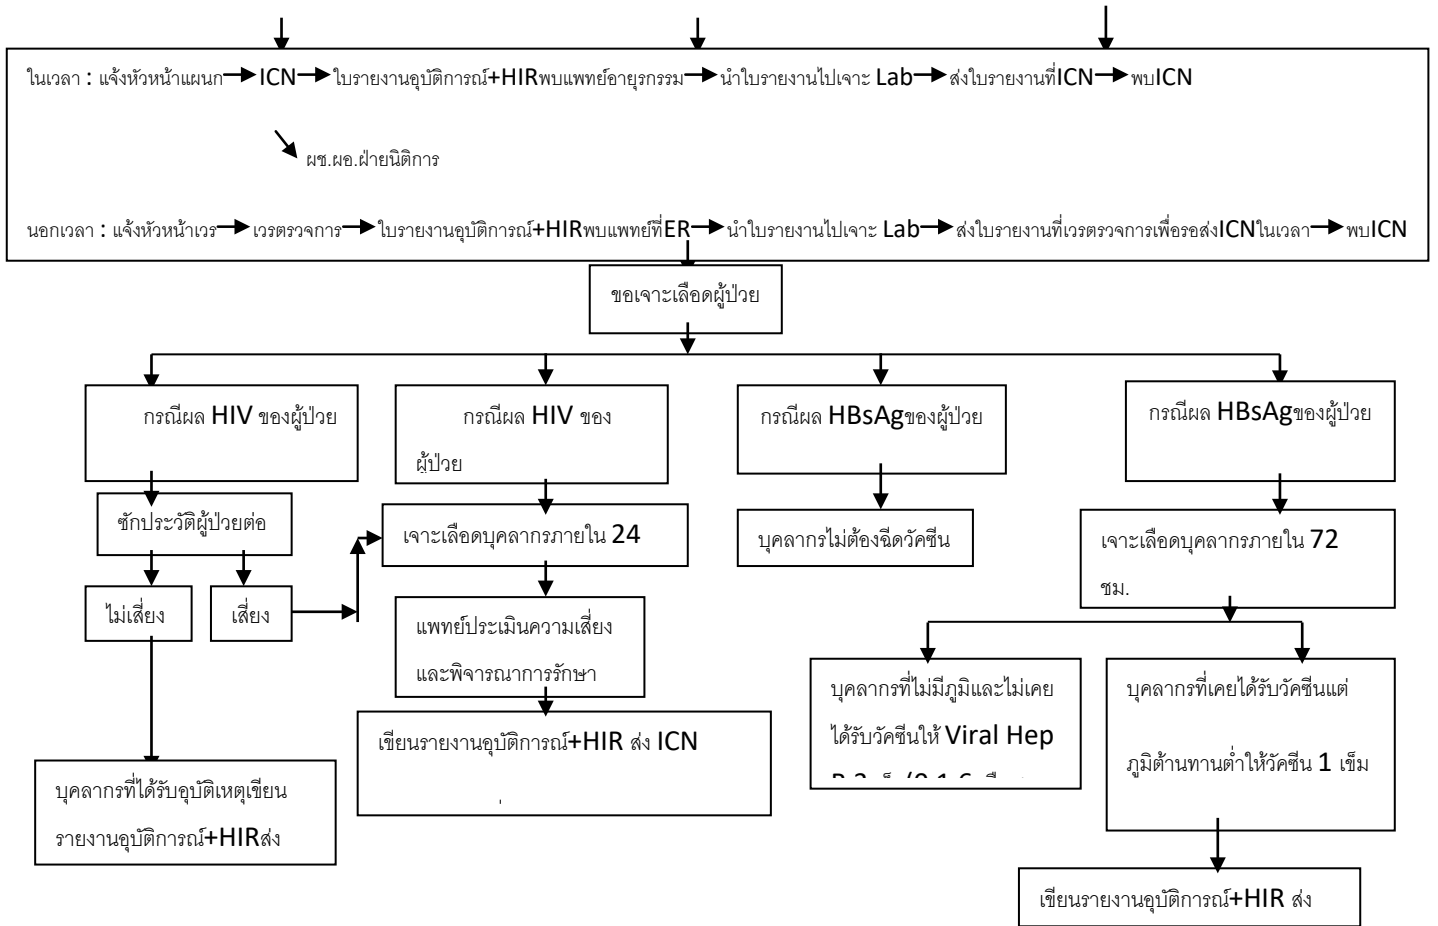 ในเวลา : แจ้งหัวหน้าแผนก ICN ใบรายงานอุบัติการณ์+HIRพบแพทย์อายุรกรรม นำใบรายงานไปเจาะ Lab ส่งใบรายงานที่ICN พบICN
ผช.ผอ.ฝ่ายนิติการ
นอกเวลา : แจ้งหัวหน้าเวร เวรตรวจการ ใบรายงานอุบัติการณ์+HIRพบแพทย์ที่ER นำใบรายงานไปเจาะ Lab ส่งใบรายงานที่เวรตรวจการเพื่อรอส่งICNในเวลา พบICN
ขอเจาะเลือดผู้ป่วย
กรณีผล HIV ของผู้ป่วย
กรณีผล HIV ของ
ผู้ป่วย
กรณีผล HBsAgของผู้ป่วย
กรณีผล HBsAgของผู้ป่วย
ซักประวัติผู้ป่วยต่อ
เจาะเลือดบุคลากรภายใน 24
บุคลากรไม่ต้องฉีดวัคซีน
เจาะเลือดบุคลากรภายใน 72
ชม.
ไม่เสี่ยง
เสี่ยง
แพทย์ประเมินความเสี่ยง
และพิจารณาการรักษา
บุคลากรที่ไม่มีภูมิและไม่เคย
ได้รับวัคซีนให้ Viral Hep
บุคลากรที่เคยได้รับวัคซีนแต่
ภูมิต้านทานต่ำให้วัคซีน 1 เข็ม
เขียนรายงานอุบัติการณ์+HIR ส่ง ICN
บุคลากรที่ได้รับอุบัติเหตุเขียน
รายงานอุบัติการณ์+HIRส่ง
เขียนรายงานอุบัติการณ์+HIR ส่ง